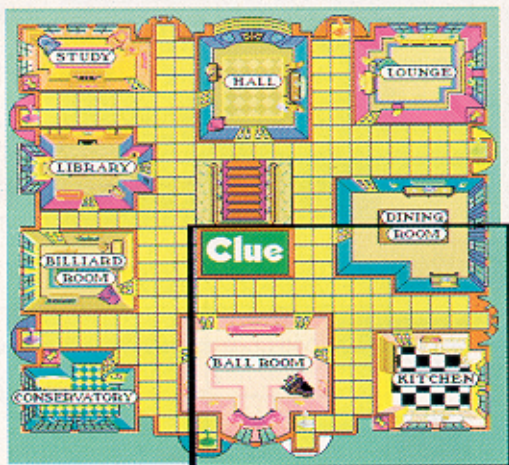 STUDY
HALL
LOUNGE
LIBRARY
DINING
ROOM
Clue
BILLIARD
ROOM
BALL ROOM
KITCHEN
CONSERVATORY